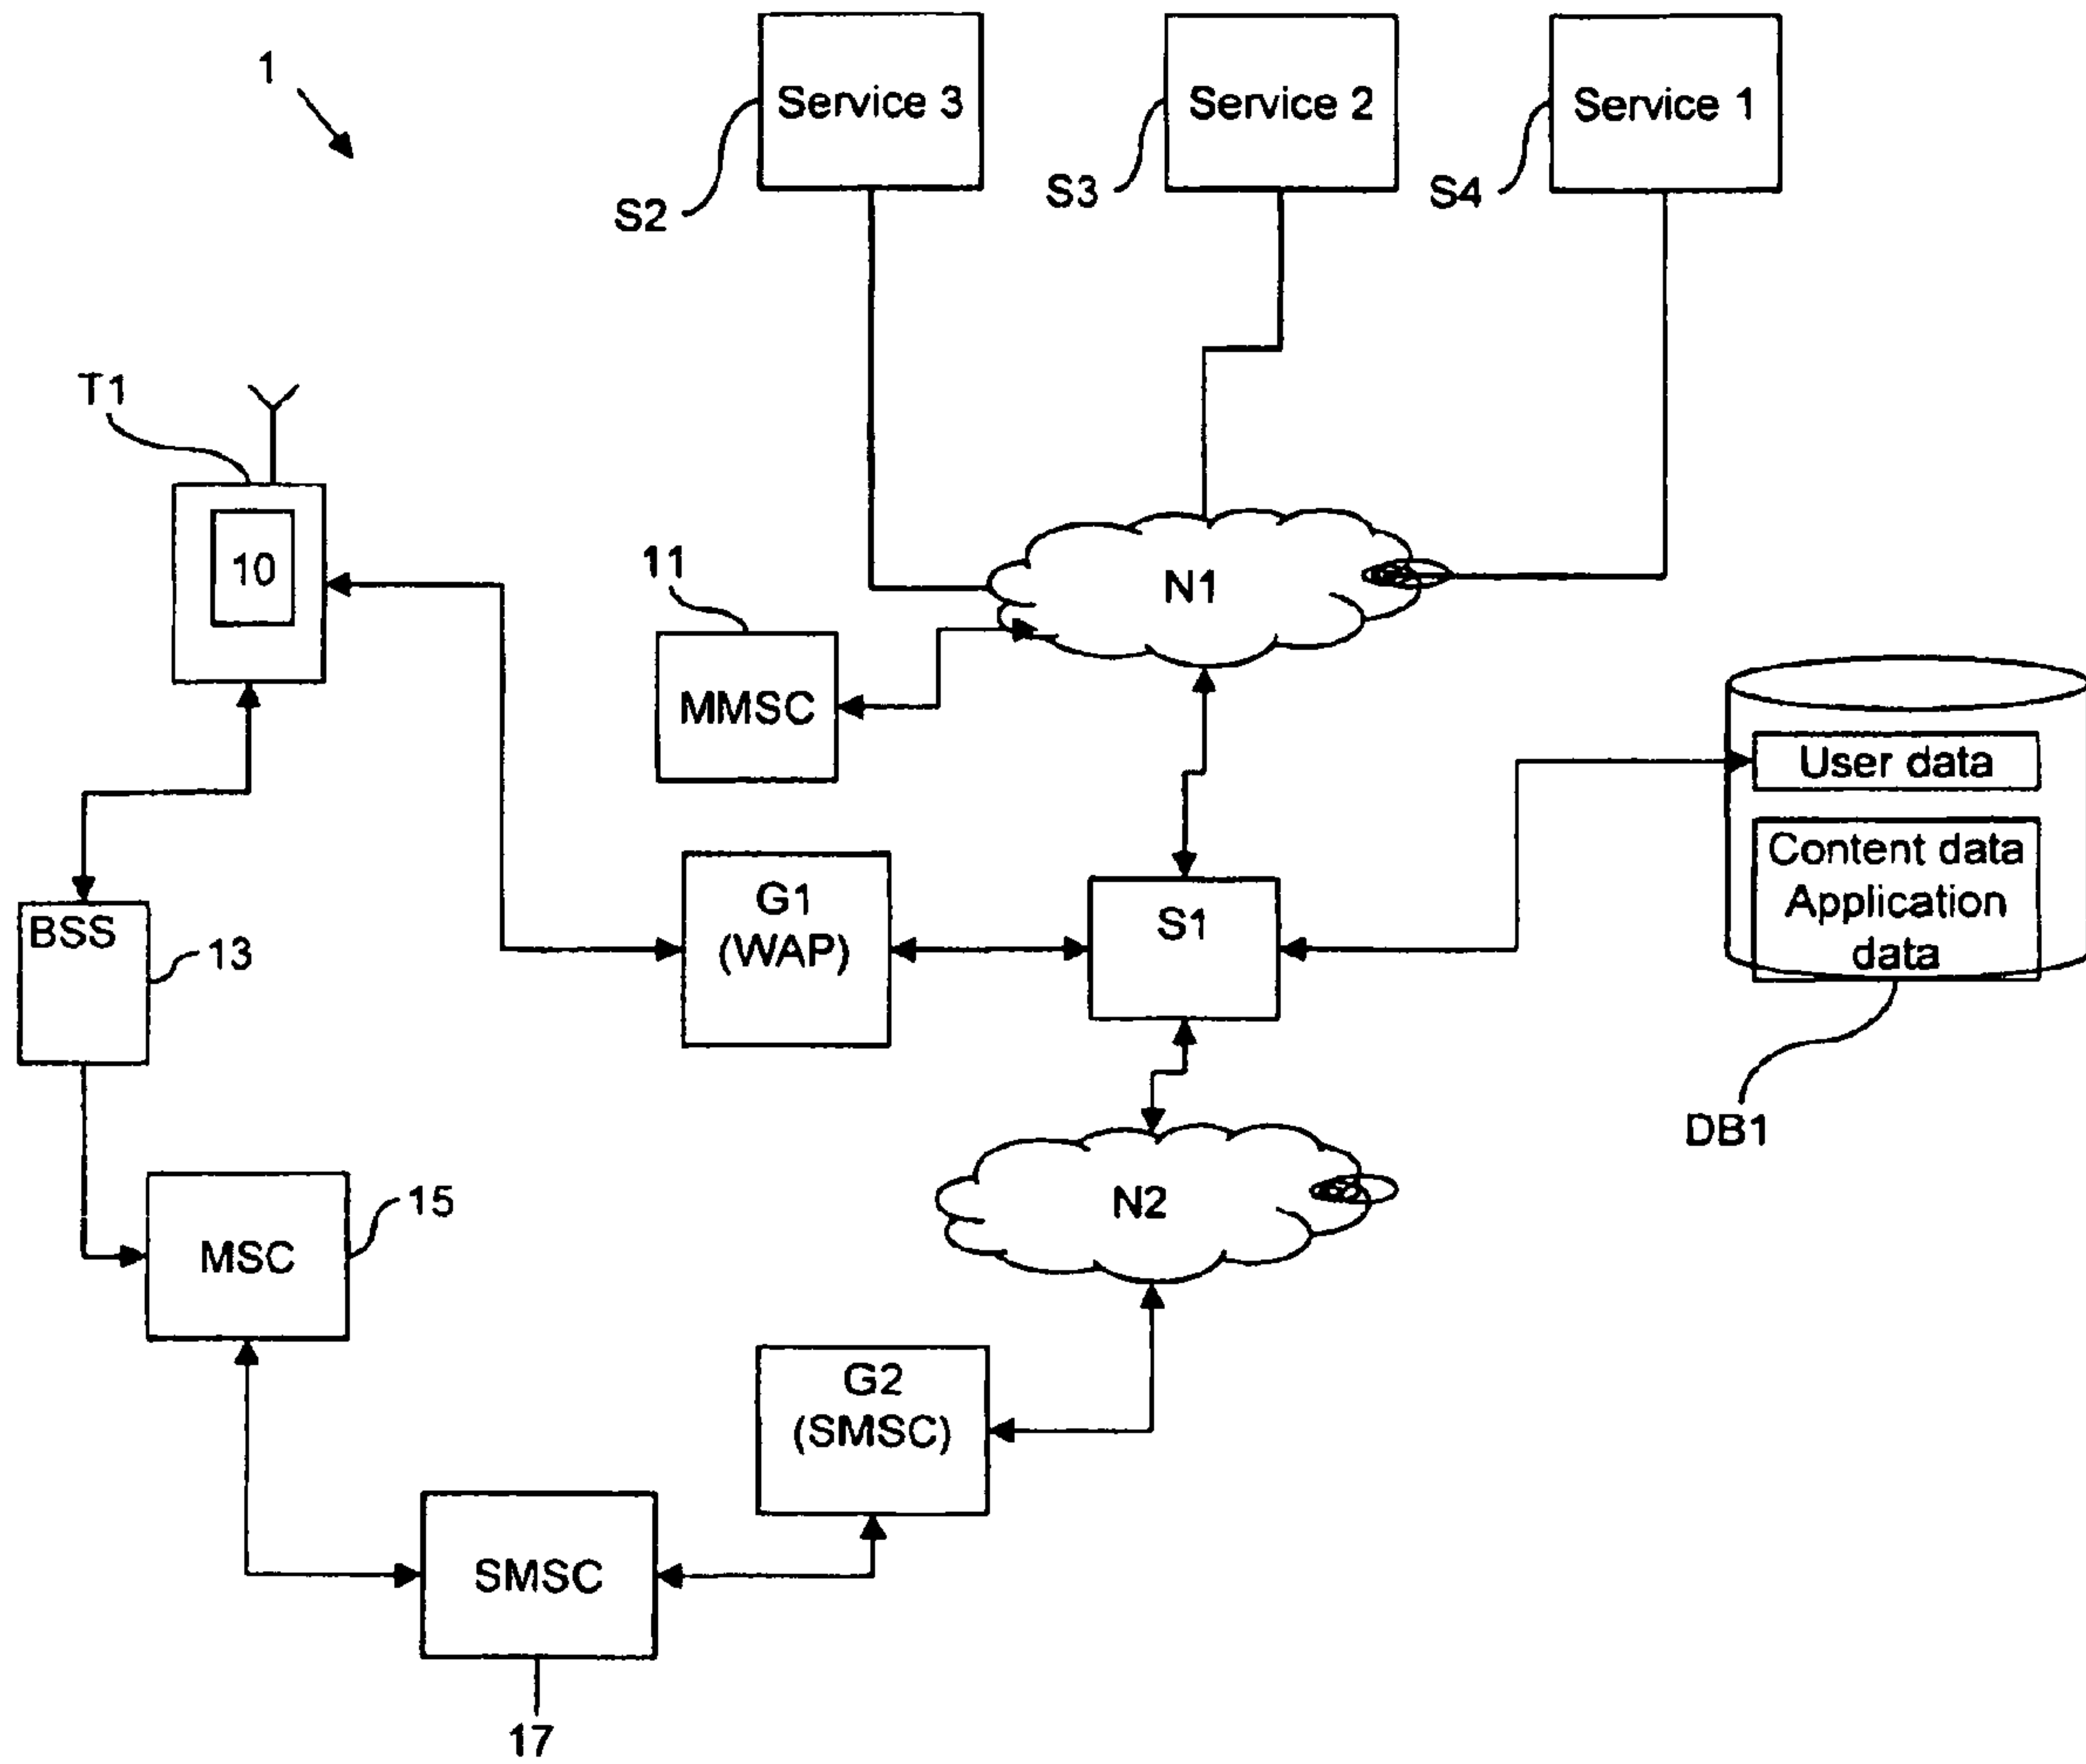 1
Service 3
Service 2
Service 1
S2
S3
S4
T1
10
11
N1
MMSC
User data
Content data
Application
data
G1
(WAP)
S1
BSS
13
DB1
15
MSC
N2
G2
(SMSC)
SMSC
17